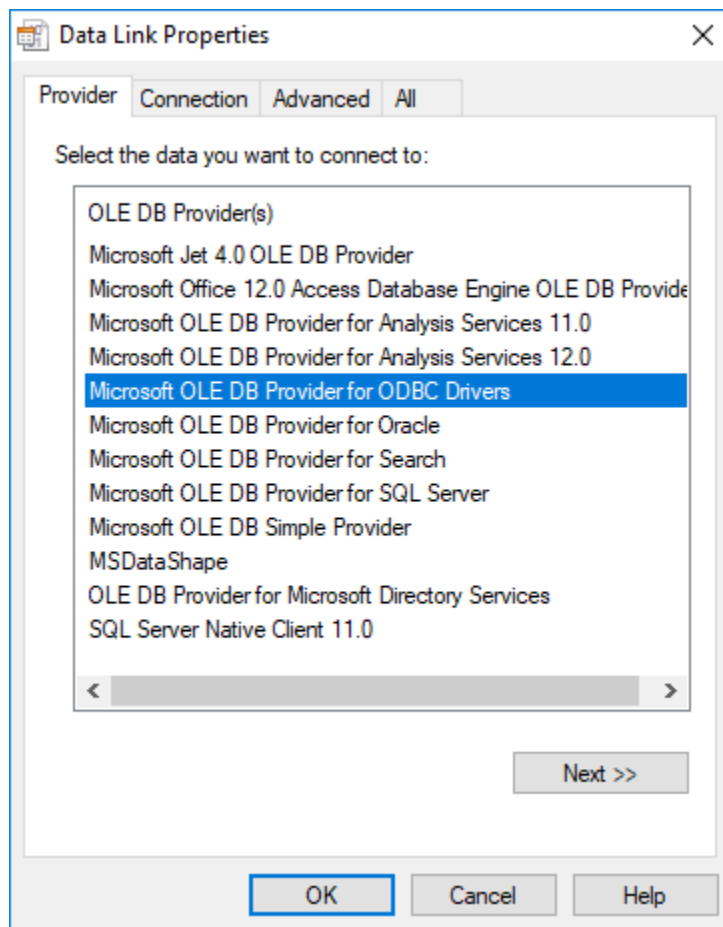 Data Link Properties
Provider Connection Advanced All
Select the data you want to connect to:
OLE DB Provider(s)
Microsoft Jet 4.0 OLE DB Provider
Microsoft Office 12.0 Access Database Engine OLE DB Provide
Microsoft OLE DB Provider for Analysis Services 11.0
Microsoft OLE DB Provider for Analysis Services 12.0
Microsoft OLE DB Provider for ODBC Drivers
Microsoft OLE DB Provider for Oracle
Microsoft OLE DB Provider for Search
Microsoft OLE DB Provider for SQL Server
Microsoft OLE DB Simple Provider
MSDataShape
OLE DB Provider for Microsoft Directory Services
SQL Server Native Client 11.0
Next >>
OK Cancel Help